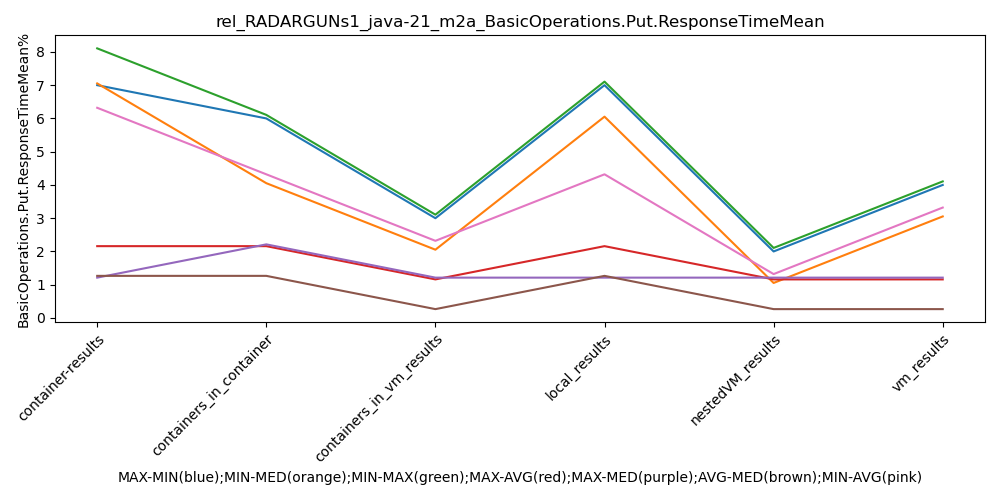 rel_RADARGUNs1_java-21_m2a_BasicOperations.Put.ResponseTimeMean
BasicOperations.Put.ResponseTimeMean%
8
7
6
5
4
3
2
1
0
container-results
containers_in_container
containers_in_vm_results
local_results
nestedVM_results
vm_results
MAX-MIN(blue);MIN-MED(orange);MIN-MAX(green);MAX-AVG(red);MAX-MED(purple);AVG-MED(brown);MIN-AVG(pink)